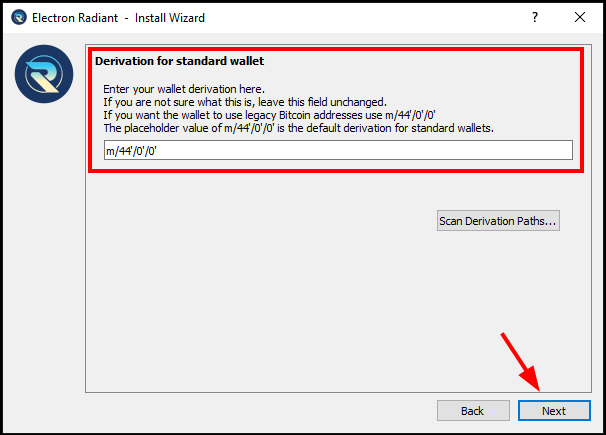 Electron Radiant - Install Wizard
Derivation for standard wallet
Enter your wallet derivation here.
If you are not sure what this is, leave this field unchanged.
If you want the wallet to use legacy Bitcoin addresses use m/44'/0'/0'
The placeholder value of m/44'/0'/0' is the default derivation for standard wallets.
m/44'/0'/0'
Scan Derivation Paths...
Back
Next